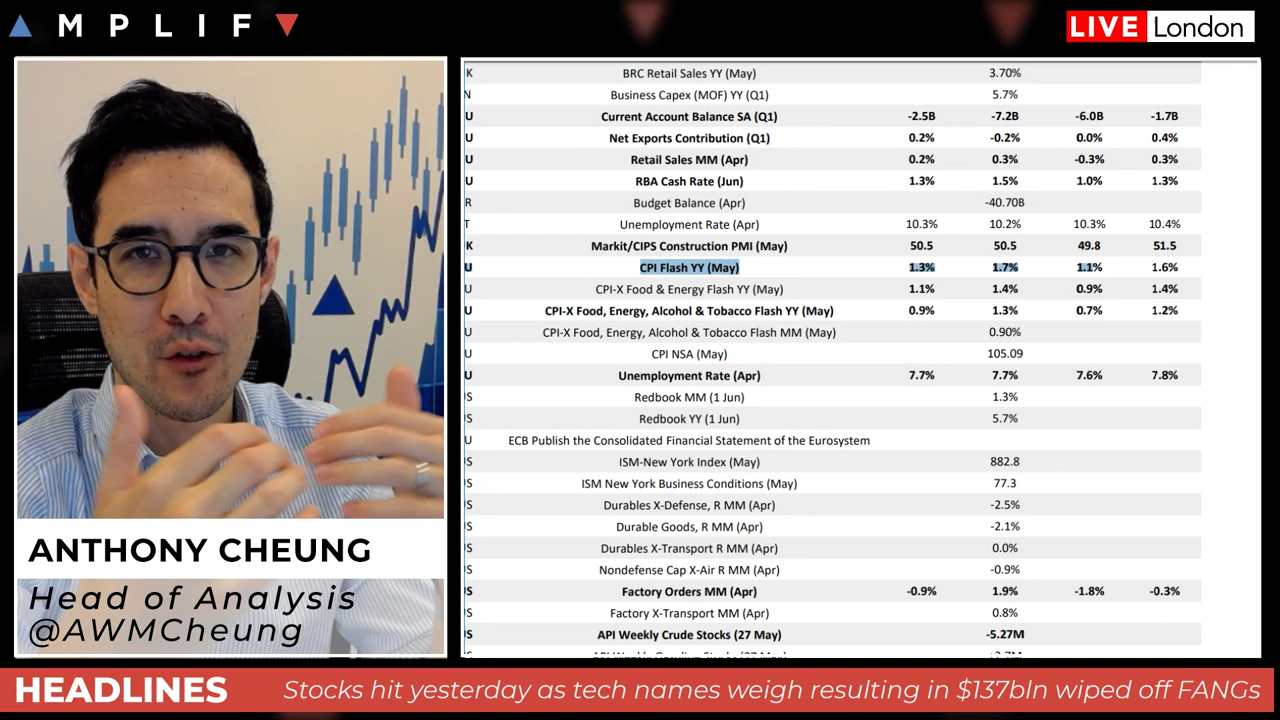 MPLIF
LIVE London
K BRC Retail Sales YY (May) 3.70%
N Business Capex (MOF) YY (Q1) 5.7%
U Current Account Balance SA (Q1) -2.5B -7.2B -6.0B -1.7B
U Net Exports Contribution (Q1) 0.2% -0.2% 0.0% 0.4%
U Retail Sales MM (Apr) 0.2% 0.3% -0.3% 0.3%
U RBA Cash Rate (Jun) 1.3% 1.5% 1.0% 1.3%
R Budget Balance (Apr) -40.70B
T Unemployment Rate (Apr) 10.3% 10.2% 10.3% 10.4%
K Markit/CIPS Construction PMI (May) 50.5 50.5 49.8 51.5
U CPI Flash YY (May) 1.3% 1.7% 1.1% 1.6%
U CPI-X Food & Energy Flash YY (May) 1.1% 1.4% 0.9% 1.4%
U CPI-X Food, Energy, Alcohol & Tobacco Flash YY (May) 0.9% 1.3% 0.7% 1.2%
U CPI-X Food, Energy, Alcohol & Tobacco Flash MM (May) 0.90%
U CPI NSA (May) 105.09
U Unemployment Rate (Apr) 7.7% 7.7% 7.6% 7.8%
S Redbook MM (1 Jun) 1.3%
S Redbook YY (1 Jun) 5.7%
U ECB Publish the Consolidated Financial Statement of the Eurosystem
S ISM-New York Index (May) 882.8
S ISM New York Business Conditions (May) 77.3
S Durables X-Defense, R MM (Apr) -2.5%
S Durable Goods, R MM (Apr) -2.1%
S Durables X-Transport R MM (Apr) 0.0%
S Nondefense Cap X-Air R MM (Apr) -0.9%
S Factory Orders MM (Apr) -0.9% 1.9% -1.8% -0.3%
S Factory X-Transport MM (Apr) 0.8%
S API Weekly Crude Stocks (27 May) -5.27M
ANTHONY CHEUNG
Head of Analysis
@AWMCheung
HEADLINES Stocks hit yesterday as tech names weigh resulting in $137bln wiped off FANGs